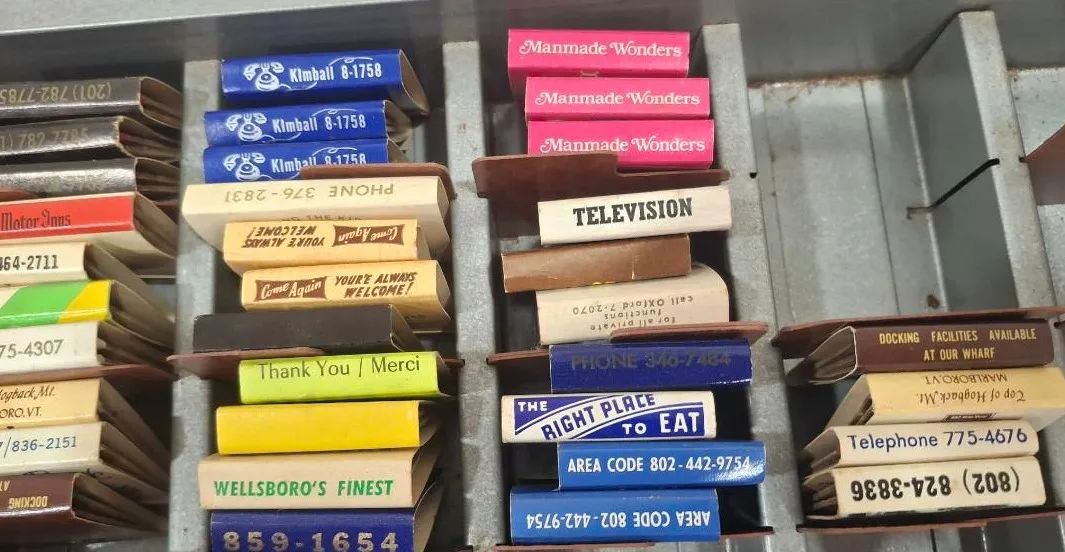 (201) 782-7785
1) 782 7785
Motor Inns
464-2711
75-4307
Hogback Mt.
ORO, VT.
7/836-2151
DOCKING
AT
KImball 8-1758
KImball 8-1758
KImball 8-1758
PHONE 376-2831
Come Again YOU'RE ALWAYS
WELCOME!
Come Again YOU'RE ALWAYS
WELCOME!
Thank You / Merci
WELLSBORO'S FINEST
859-1654
Manmade Wonders
Manmade Wonders
Manmade Wonders
TELEVISION
for all private
functions
call OXford 7-2070
PHONE 346-7484
THE
RIGHT PLACE
TO EAT
AREA CODE 802-442-9754
AREA CODE 802-442-9754
DOCKING FACILITIES AVAILABLE
AT OUR WHARF
Top of Hogback Mt.
MARLBORO, VT.
Telephone 775-4676
(802) 824-3836